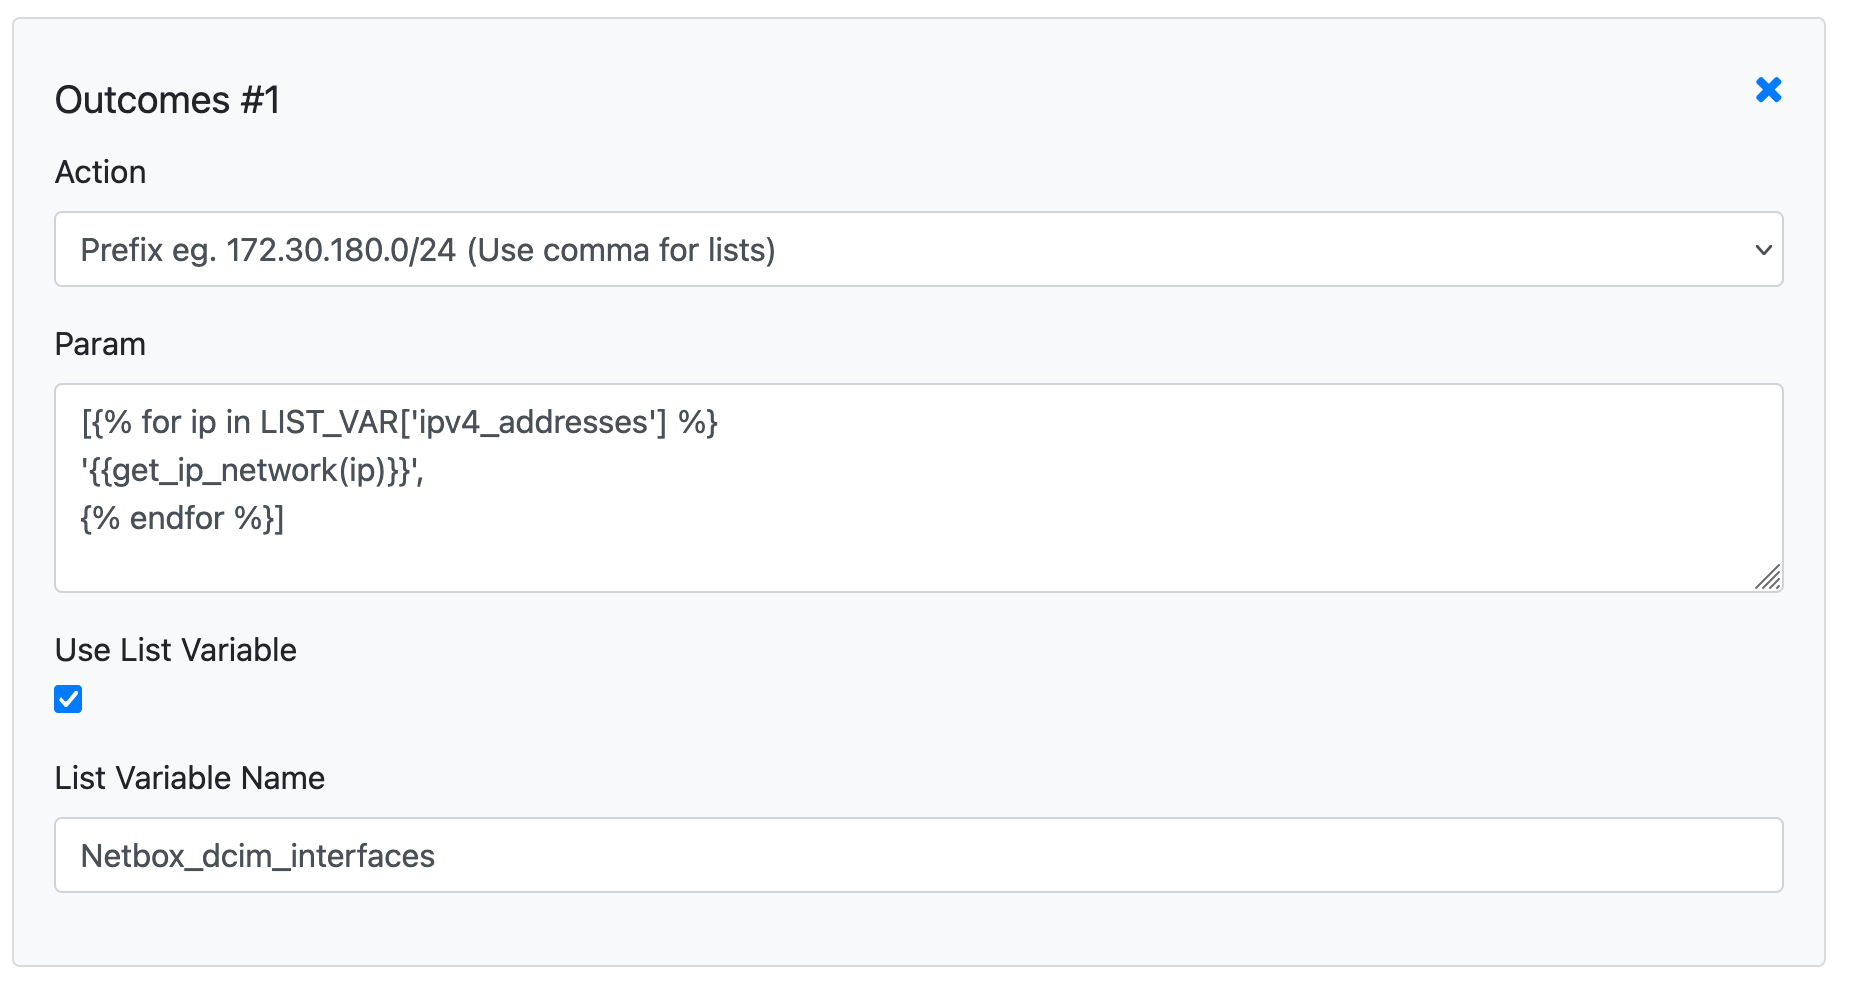 Outcomes #1
Action
Prefix eg. 172.30.180.0/24 (Use comma for lists)
Param
[{% for ip in LIST_VAR['ipv4_addresses'] %}
'{{get_ip_network(ip)}}',
{% endfor %}]
Use List Variable
List Variable Name
Netbox_dcim_interfaces